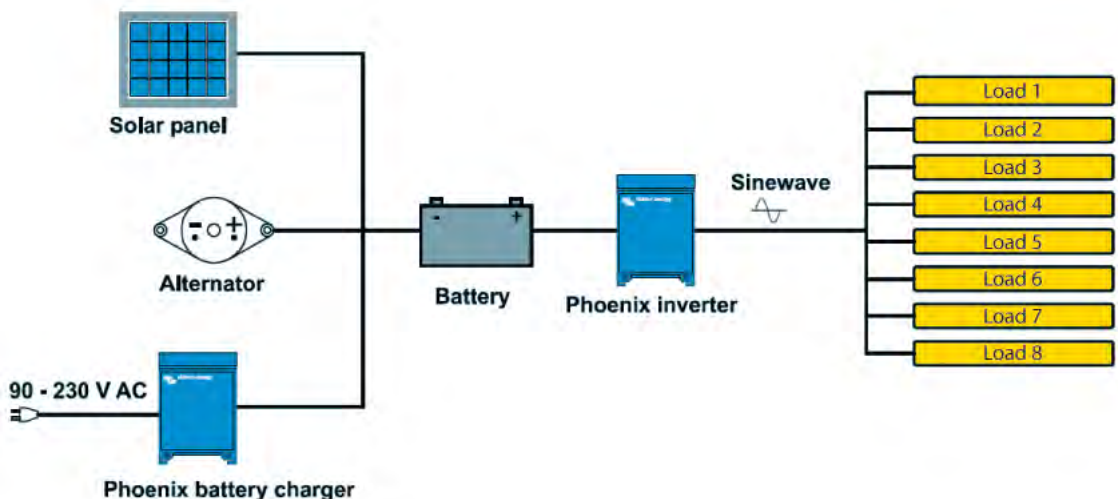 Solar panel
Alternator
90 - 230 V AC
Phoenix battery charger
-
+
- +
Battery
Phoenix inverter
Sinewave
Load 1
Load 2
Load 3
Load 4
Load 5
Load 6
Load 7
Load 8